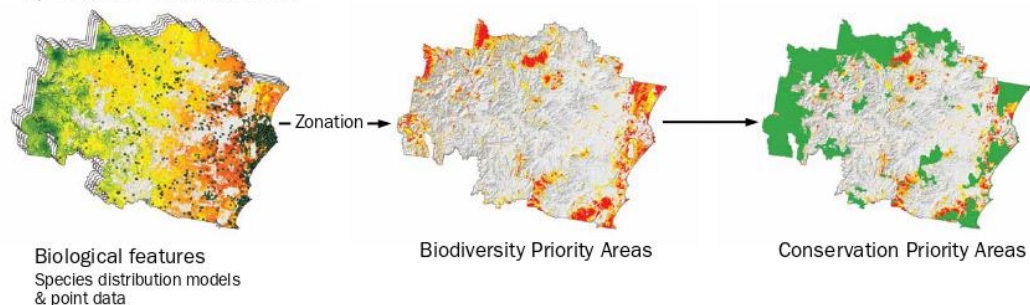 Zonation
Biological features
Species distribution models
& point data
Biodiversity Priority Areas
Conservation Priority Areas